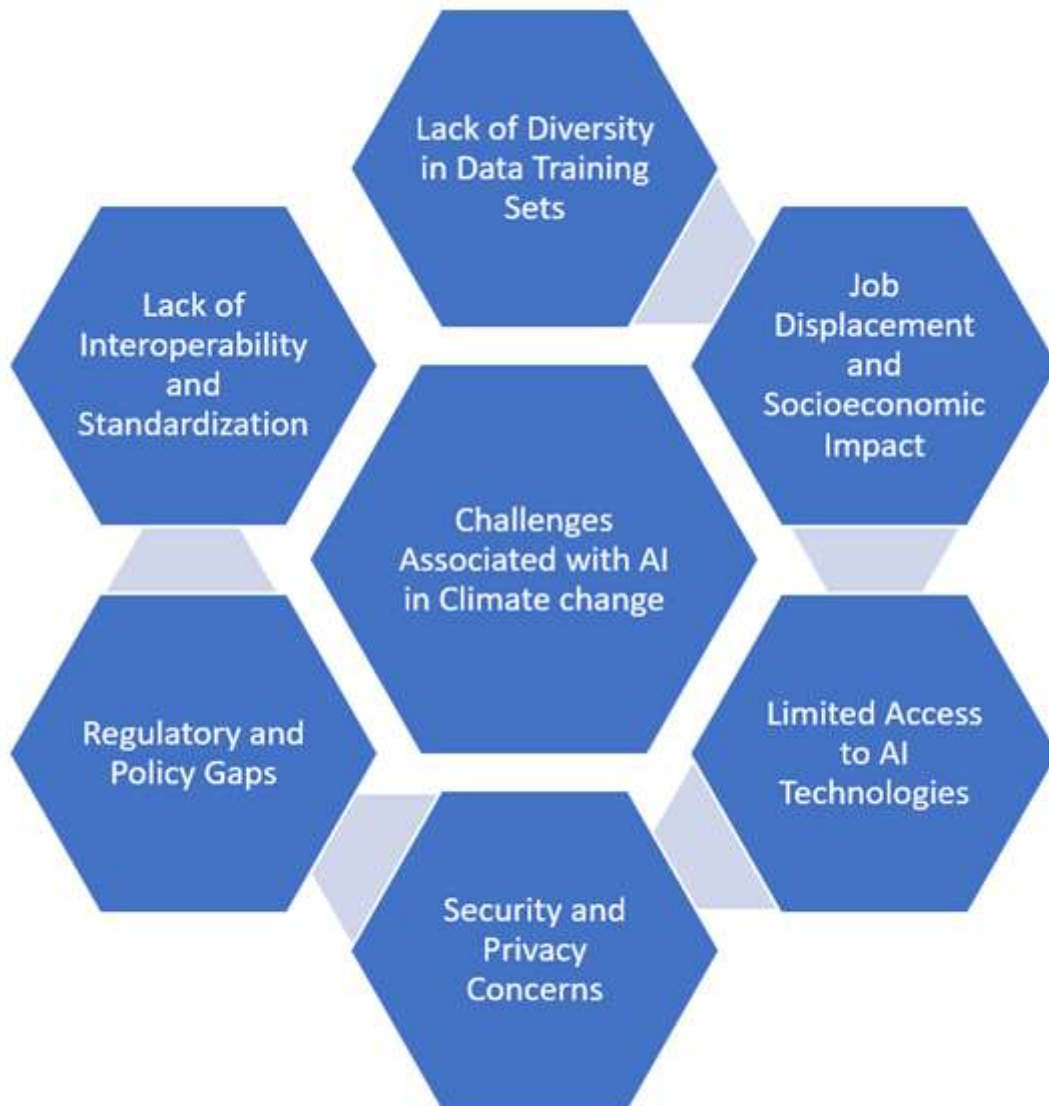 Lack of Diversity
in Data Training
Sets
Job
Displacement
and
Socioeconomic
Impact
Limited Access
to AI
Technologies
Security and
Privacy
Concerns
Regulatory and
Policy Gaps
Lack of
Interoperability
and
Standardization
Challenges
Associated with AI
in Climate change